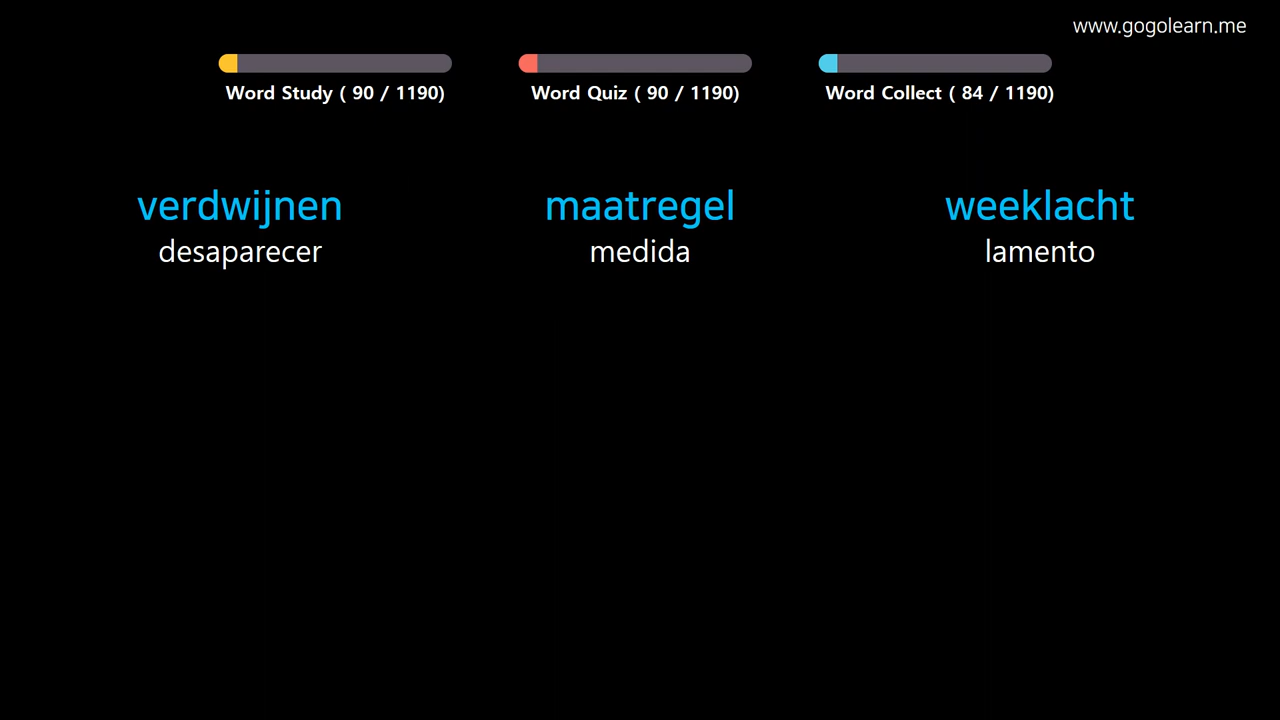 www.gogolearn.me
Word Study ( 90 / 1190)
Word Quiz ( 90 / 1190)
Word Collect ( 84 / 1190)
verdwijnen
desaparecer
maatregel
medida
weeklacht
lamento